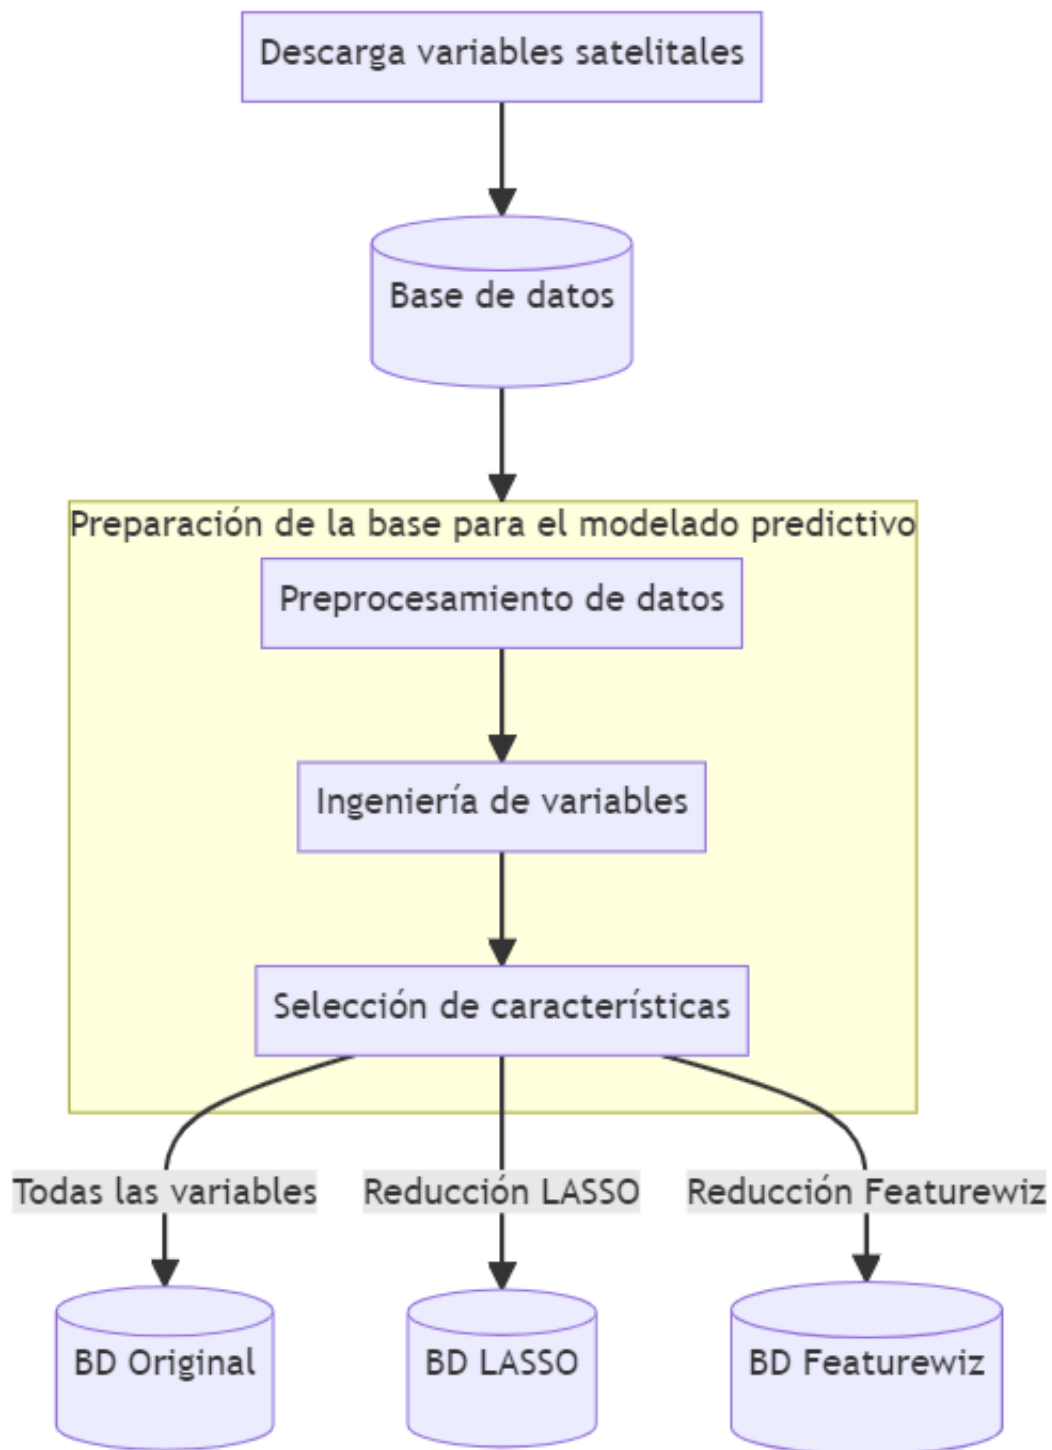 Descarga variables satelitales
Base de datos
Preparación de la base para el modelado predictivo
Preprocesamiento de datos
Ingeniería de variables
Selección de característísticas
Todas las variables
Reducción LASSO
Reducción Featurewiz
BD Original
BD LASSO
BD Featurewiz